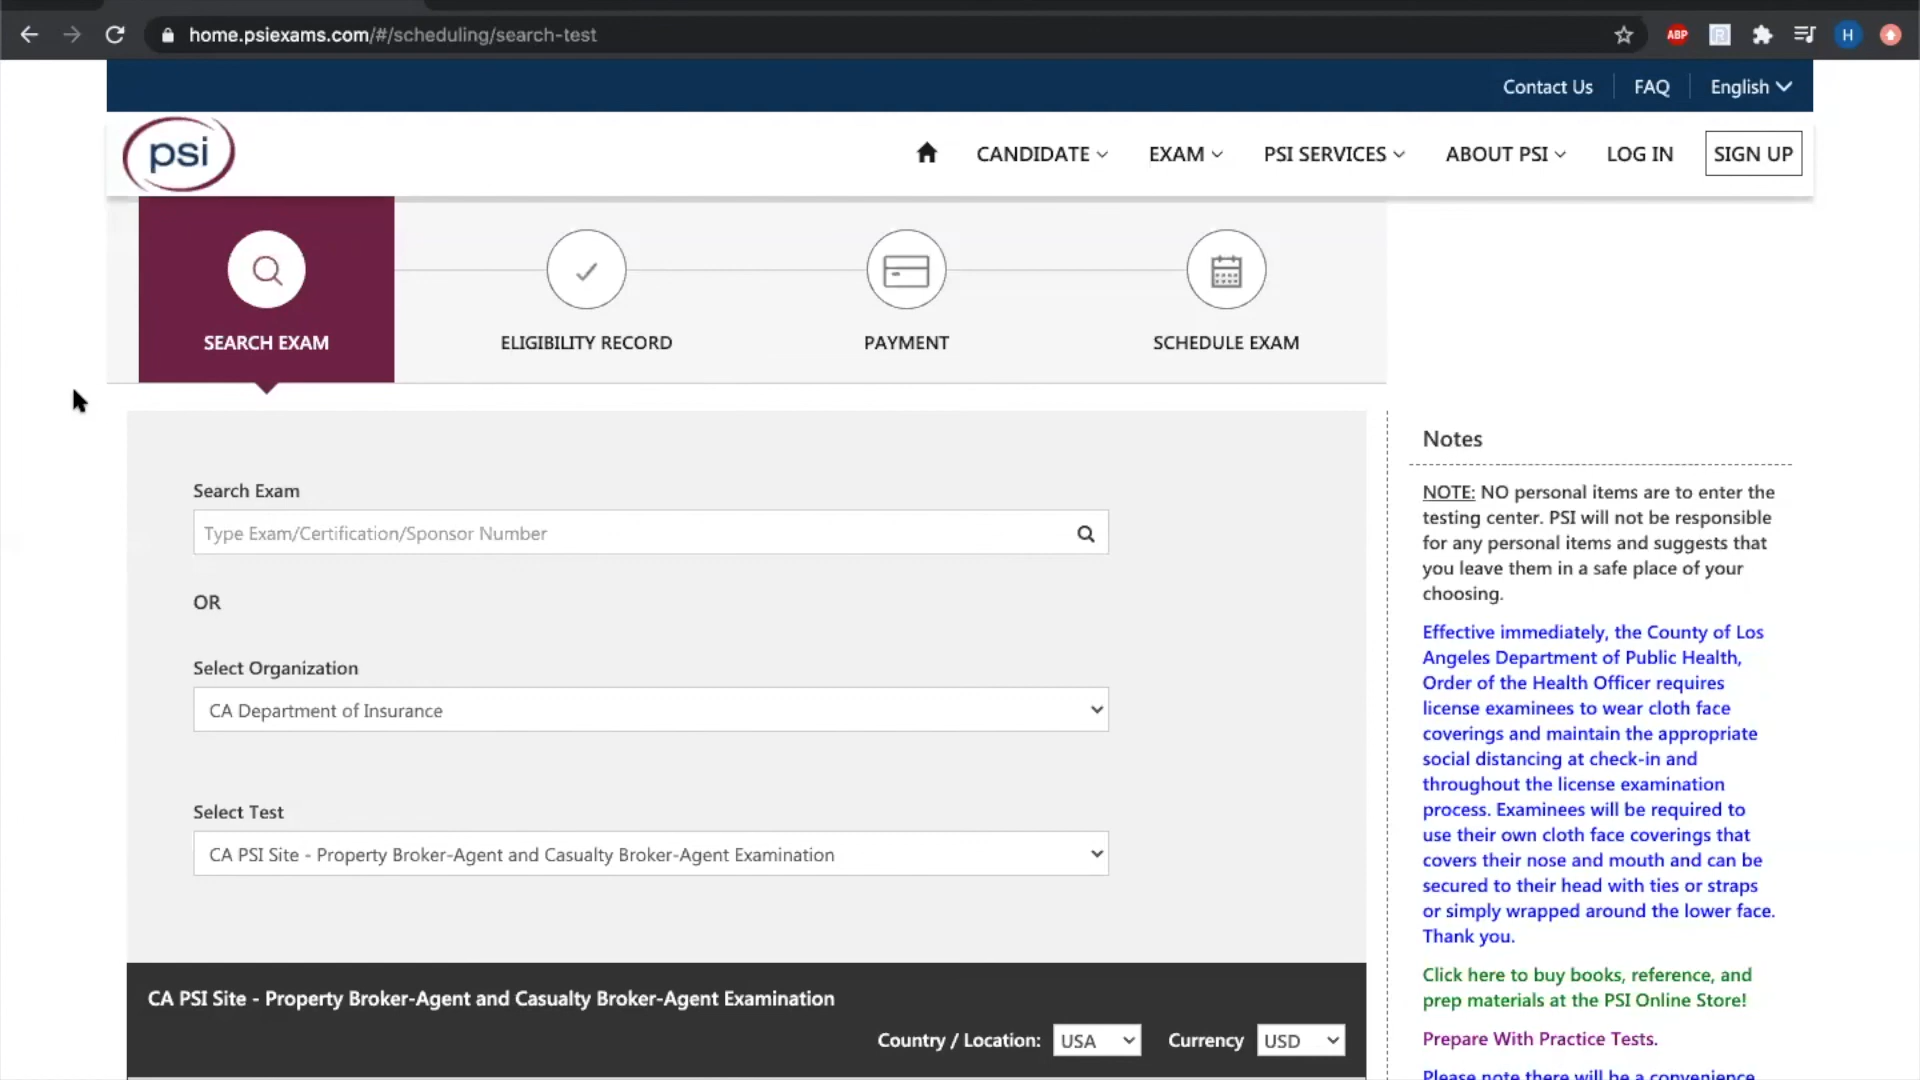 home.psiexams.com/#/scheduling/search-test
ABP
H
Contact Us
FAQ
English
psi
CANDIDATE
EXAM
PSI SERVICES
ABOUT PSI
LOG IN
SIGN UP
SEARCH EXAM
ELIGIBILITY RECORD
PAYMENT
SCHEDULE EXAM
Search Exam
Type Exam/Certification/Sponsor Number
OR
Select Organization
CA Department of Insurance
Select Test
CA PSI Site - Property Broker-Agent and Casualty Broker-Agent Examination
CA PSI Site - Property Broker-Agent and Casualty Broker-Agent Examination
Country / Location: USA
Currency USD
Notes
NOTE: NO personal items are to enter the
testing center. PSI will not be responsible
for any personal items and suggests that
you leave them in a safe place of your
choosing.
Effective immediately, the County of Los
Angeles Department of Public Health,
Order of the Health Officer requires
license examinees to wear cloth face
coverings and maintain the appropriate
social distancing at check-in and
throughout the license examination
process. Examinees will be required to
use their own cloth face coverings that
covers their nose and mouth and can be
secured to their head with ties or straps
or simply wrapped around the lower face.
Thank you.
Click here to buy books, reference, and
prep materials at the PSI Online Store!
Prepare With Practice Tests.
Please note there will be a convenience